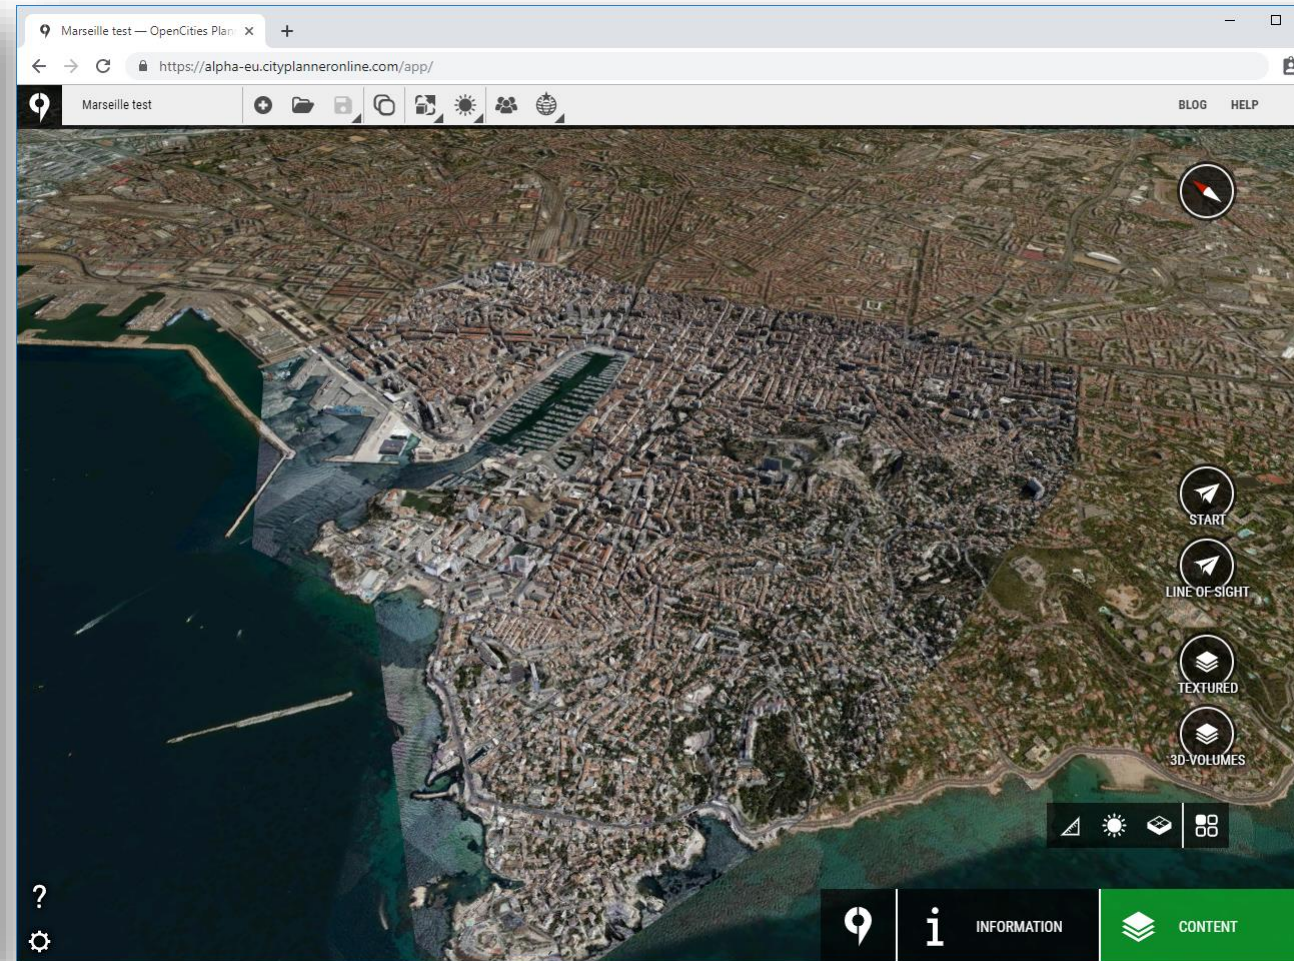 Marseille test — OpenCities Plan
https://alpha-eu.cityplanneronline.com/app/
Marseille test
BLOG HELP
START
LINE OF SIGHT
TEXTURED
3D-VOLUMES
?
i INFORMATION
CONTENT